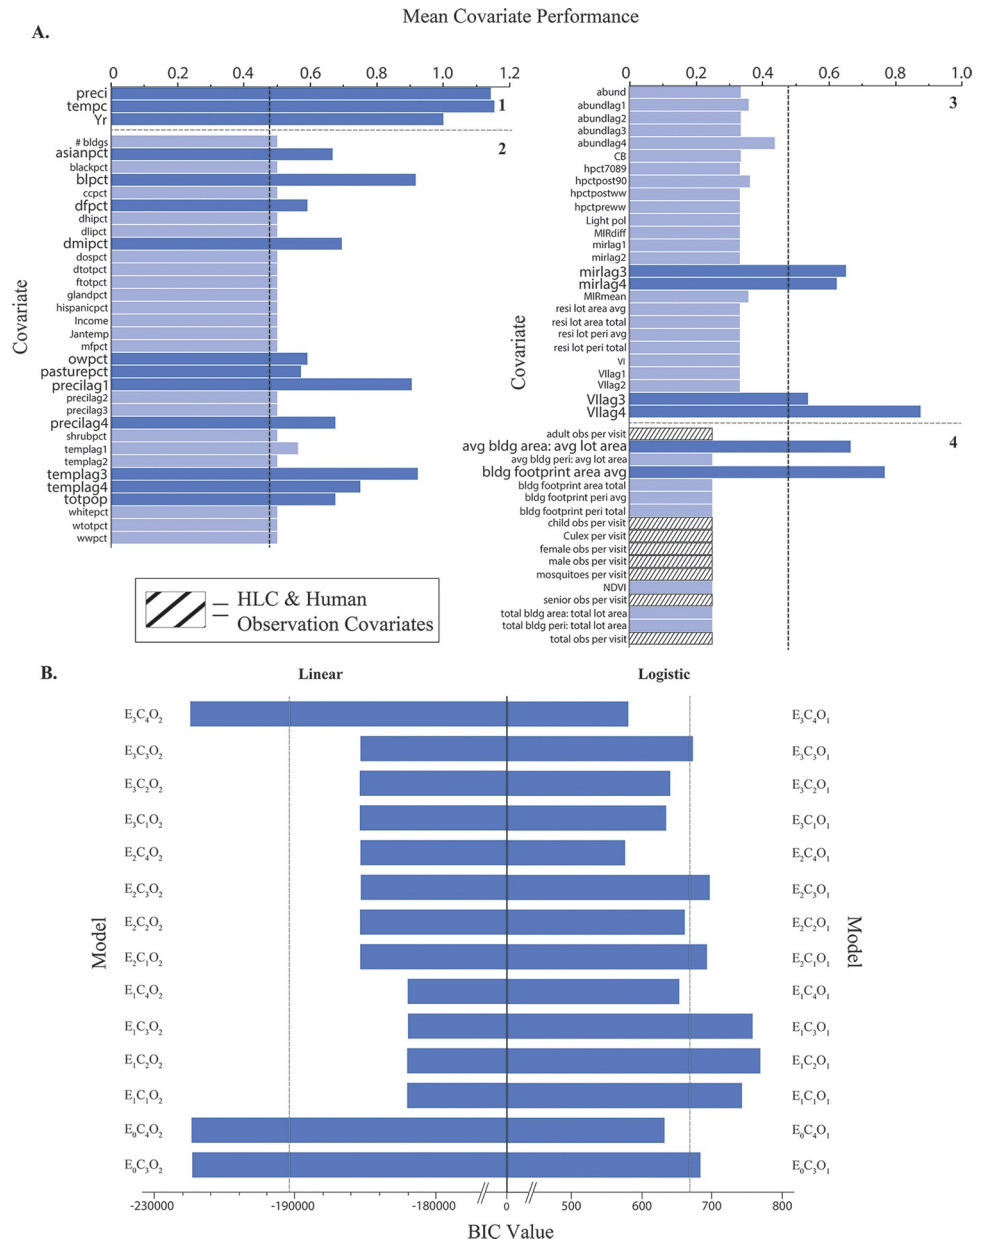 Mean Covariate Performance
A.
0 0.2 0.4 0.6 0.8 1.0 1.2
preci
tempc
Yr
1
2
# bldgs
asianpct
blackpct
blpct
ccpct
dfpct
dhipct
dlipct
dmipct
dospct
dtotpct
ftotpct
glandpct
hispanicpct
Income
Jantemp
mfpct
owpct
pasturepct
precilag1
precilag2
precilag3
precilag4
shrubpct
templag1
templag2
templag3
templag4
totpop
whitepct
wtotpct
wwpct
Covariate
0 0.2 0.4 0.6 0.8 1.0
3
abund
abundlag1
abundlag2
abundlag3
abundlag4
CB
hpct7089
hpctpost90
hpctpostww
hpctpreww
Light pol
MIRdiff
mirlag1
mirlag2
mirlag3
mirlag4
MIRmean
resi lot area avg
resi lot area total
resi lot peri avg
resi lot peri total
VI
VIlag1
VIlag2
VIlag3
VIlag4
Covariate
4
adult obs per visit
avg bldg area: avg lot area
avg bldg peri: avg lot area
bldg footprint area avg
bldg footprint area total
bldg footprint peri avg
bldg footprint peri total
child obs per visit
Culex per visit
female obs per visit
male obs per visit
mosquitoes per visit
NDVI
senior obs per visit
total bldg area: total lot area
total bldg peri: total lot area
total obs per visit
= HLC & Human
Observation Covariates
B.
Linear Logistic
E3C4O2 E3C4O1
E3C3O2 E3C3O1
E3C2O2 E3C2O1
E3C1O2 E3C1O1
E2C4O2 E2C4O1
E2C3O2 E2C3O1
E2C2O2 E2C2O1
E2C1O2 E2C1O1
E1C4O2 E1C4O1
E1C3O2 E1C3O1
E1C2O2 E1C2O1
E1C1O2 E1C1O1
E0C4O2 E0C4O1
E0C3O2 E0C3O1
Model
Model
-230000 -190000 -180000 0 500 600 700 800
BIC Value